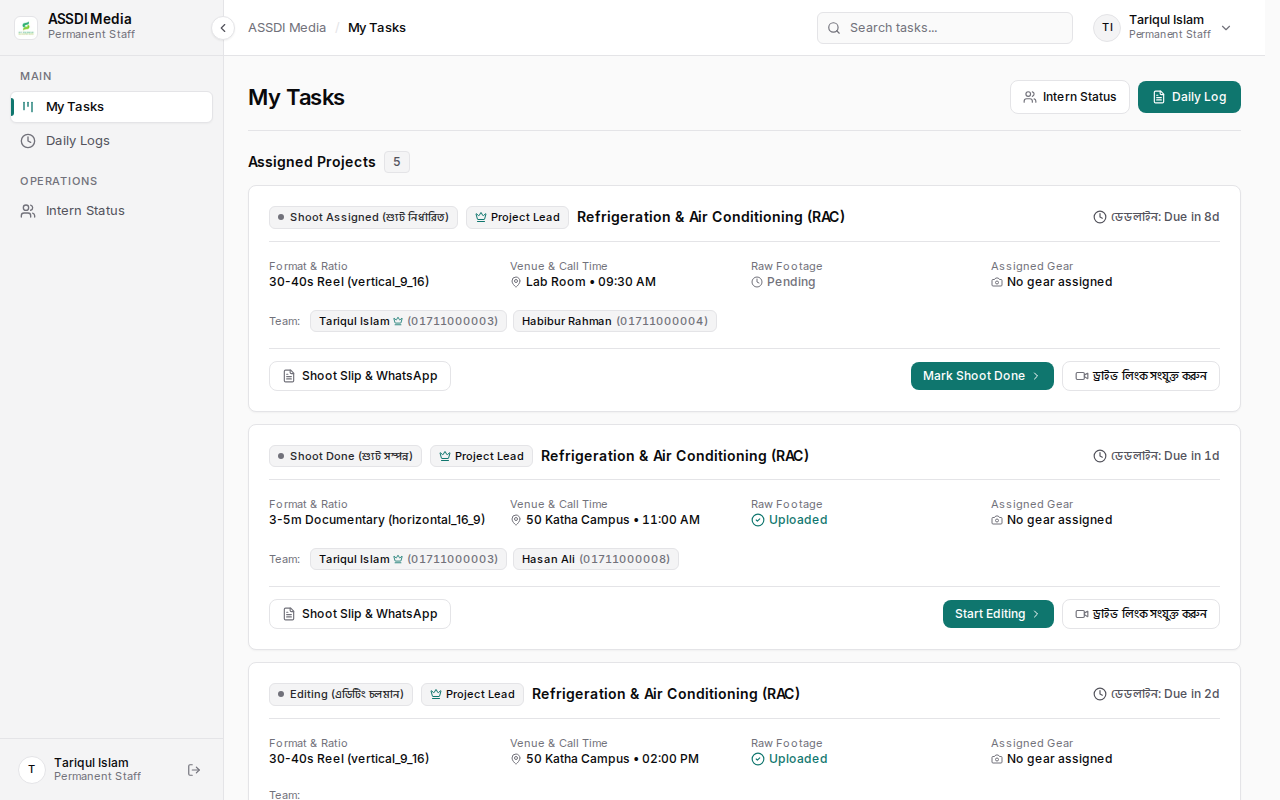 ASSDI Media
Permanent Staff
ASSDI Media / My Tasks
Search tasks...
TI
Tariqul Islam
Permanent Staff
MAIN
My Tasks
Daily Logs
OPERATIONS
Intern Status
My Tasks
Intern Status
Daily Log
Assigned Projects 5
Shoot Assigned (শুট নির্ধারিত) Project Lead Refrigeration & Air Conditioning (RAC) ডেডলাইন: Due in 8d
Format & Ratio Venue & Call Time Raw Footage Assigned Gear
30-40s Reel (vertical_9_16) Lab Room • 09:30 AM Pending No gear assigned
Team: Tariqul Islam (01711000003) Habibur Rahman (01711000004)
Shoot Slip & WhatsApp Mark Shoot Done ড্রাইভ লিংক সংযুক্ত করুন
Shoot Done (শুট সম্পন্ন) Project Lead Refrigeration & Air Conditioning (RAC) ডেডলাইন: Due in 1d
Format & Ratio Venue & Call Time Raw Footage Assigned Gear
3-5m Documentary (horizontal_16_9) 50 Katha Campus • 11:00 AM Uploaded No gear assigned
Team: Tariqul Islam (01711000003) Hasan Ali (01711000008)
Shoot Slip & WhatsApp Start Editing ড্রাইভ লিংক সংযুক্ত করুন
Editing (এডিটিং চলমান) Project Lead Refrigeration & Air Conditioning (RAC) ডেডলাইন: Due in 2d
Format & Ratio Venue & Call Time Raw Footage Assigned Gear
30-40s Reel (vertical_9_16) 50 Katha Campus • 02:00 PM Uploaded No gear assigned
Team:
T
Tariqul Islam
Permanent Staff